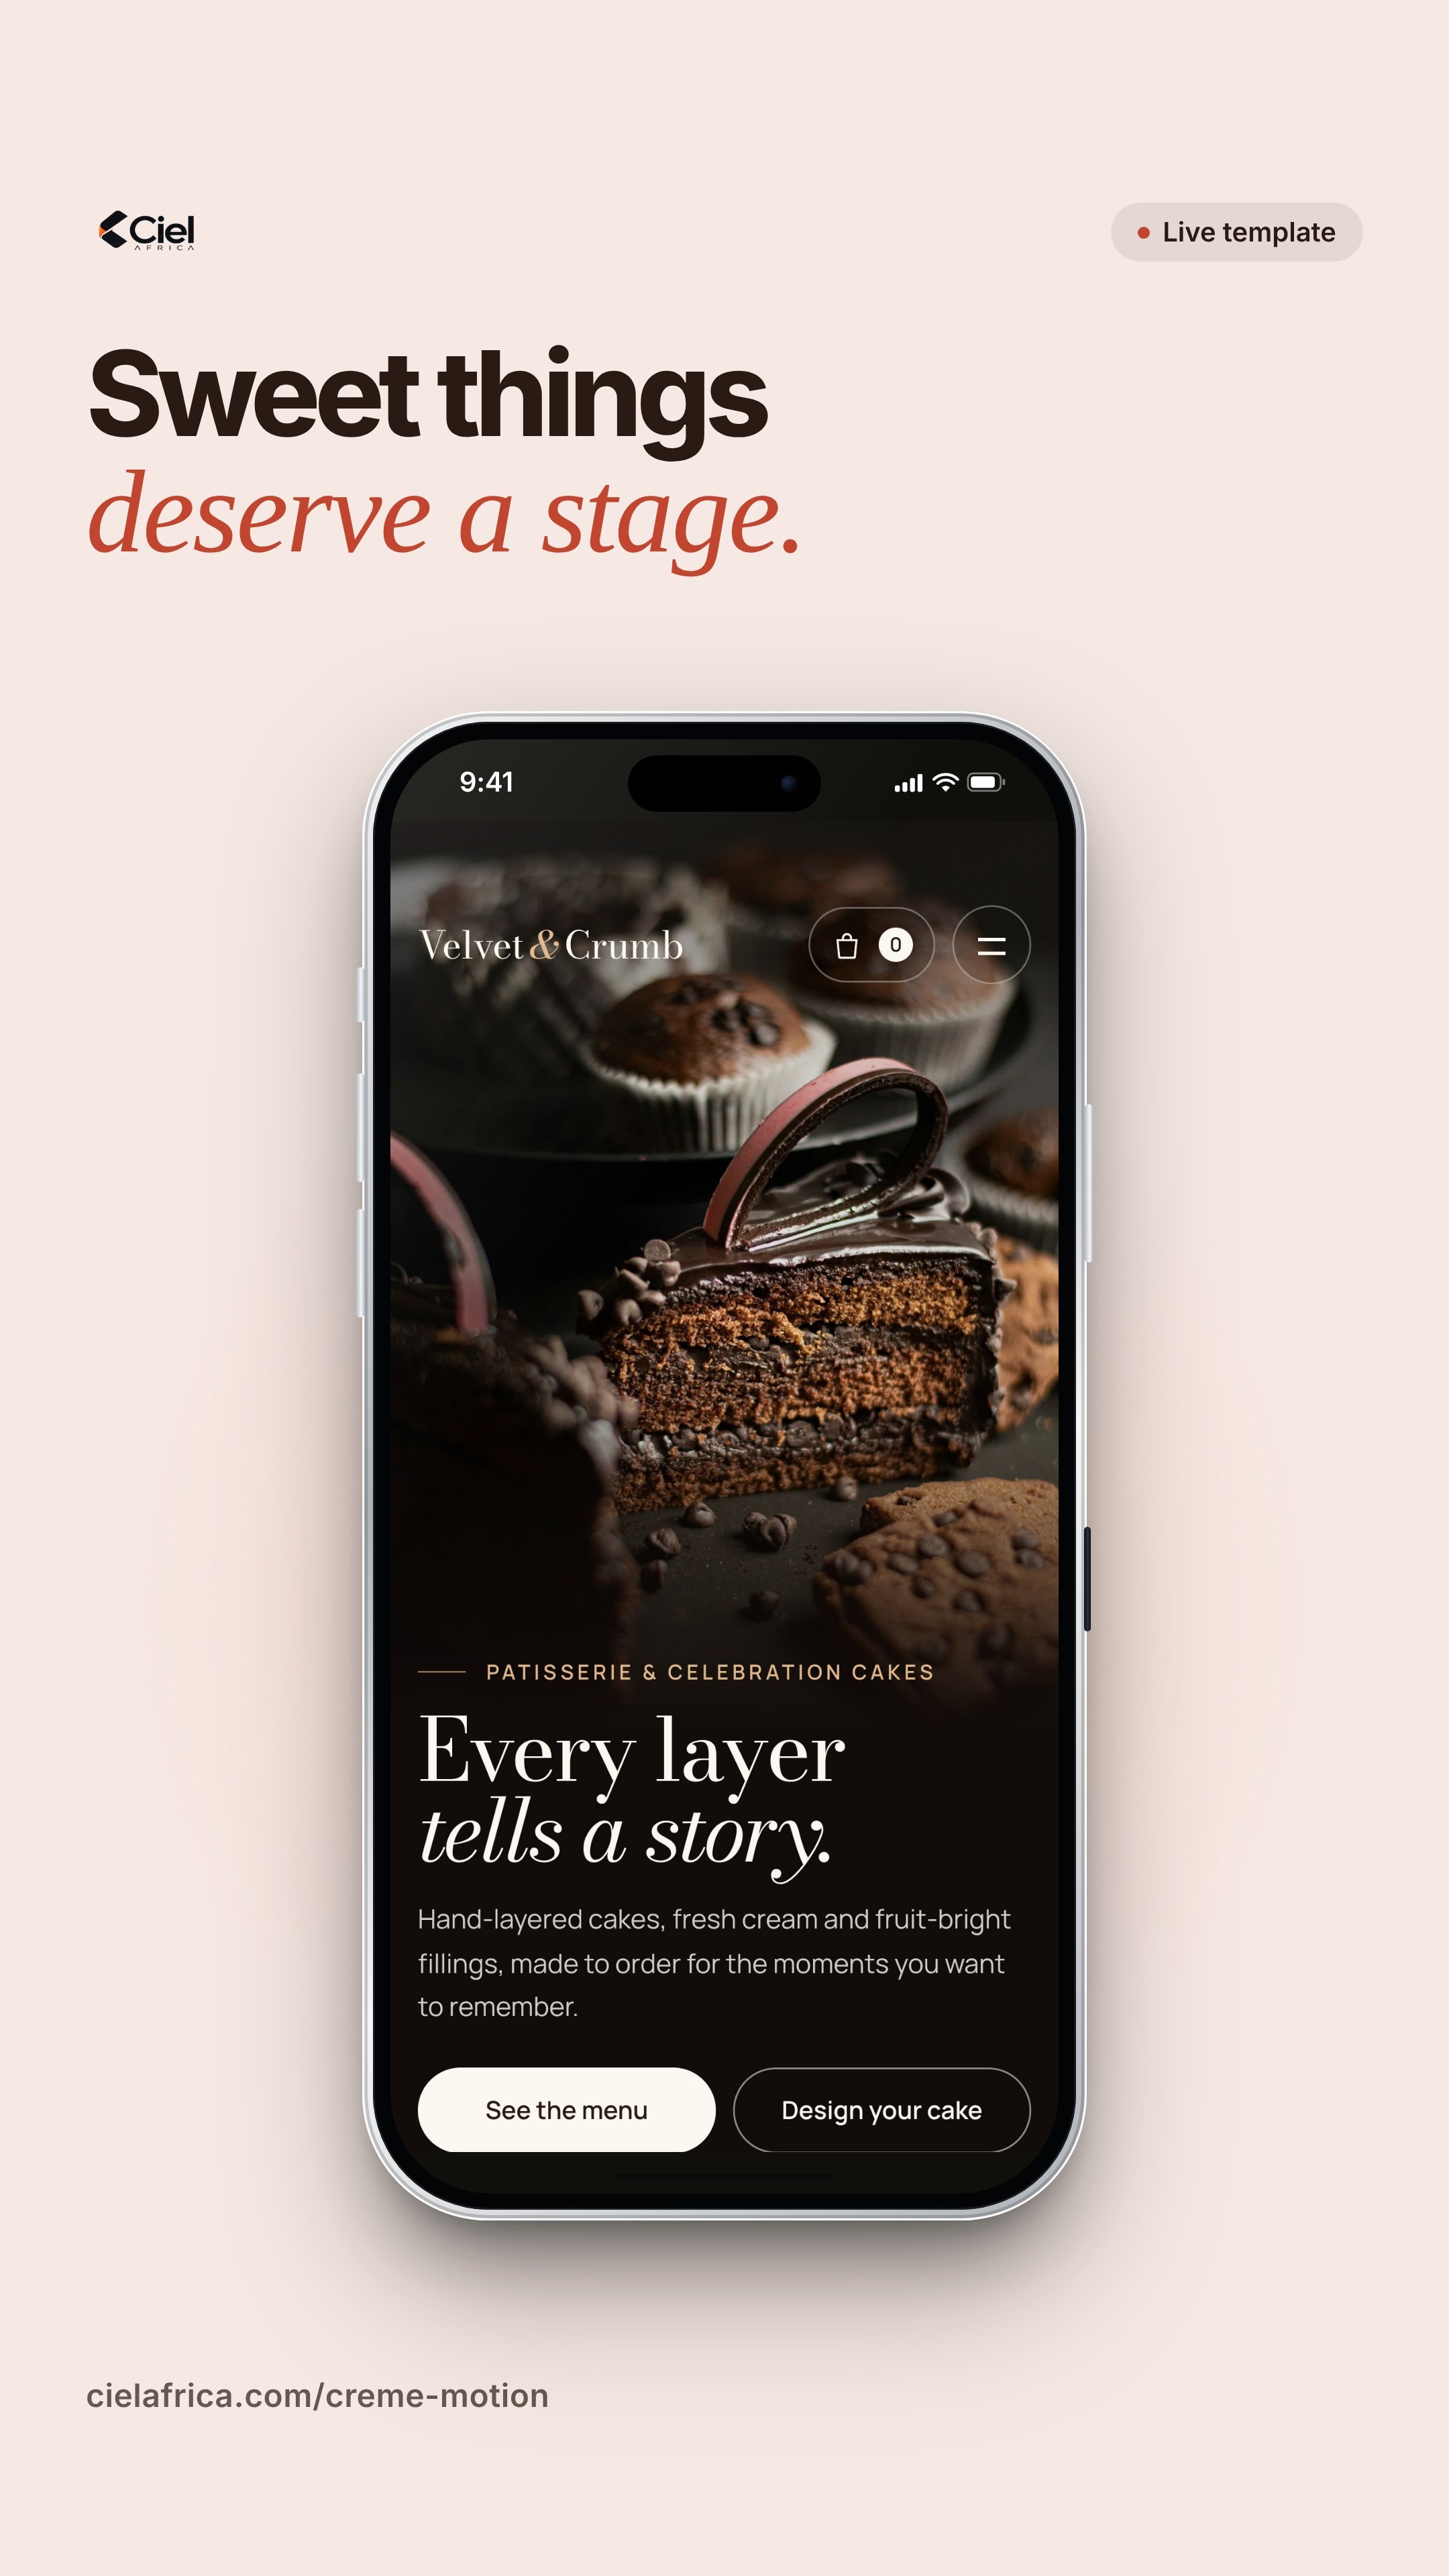 Ciel
AFRICA
Live template
Sweet things
deserve a stage.
9:41
Velvet & Crumb
0
PATISSERIE & CELEBRATION CAKES
Every layer
tells a story.
Hand-layered cakes, fresh cream and fruit-bright
fillings, made to order for the moments you want
to remember.
See the menu
Design your cake
cielafrica.com/creme-motion